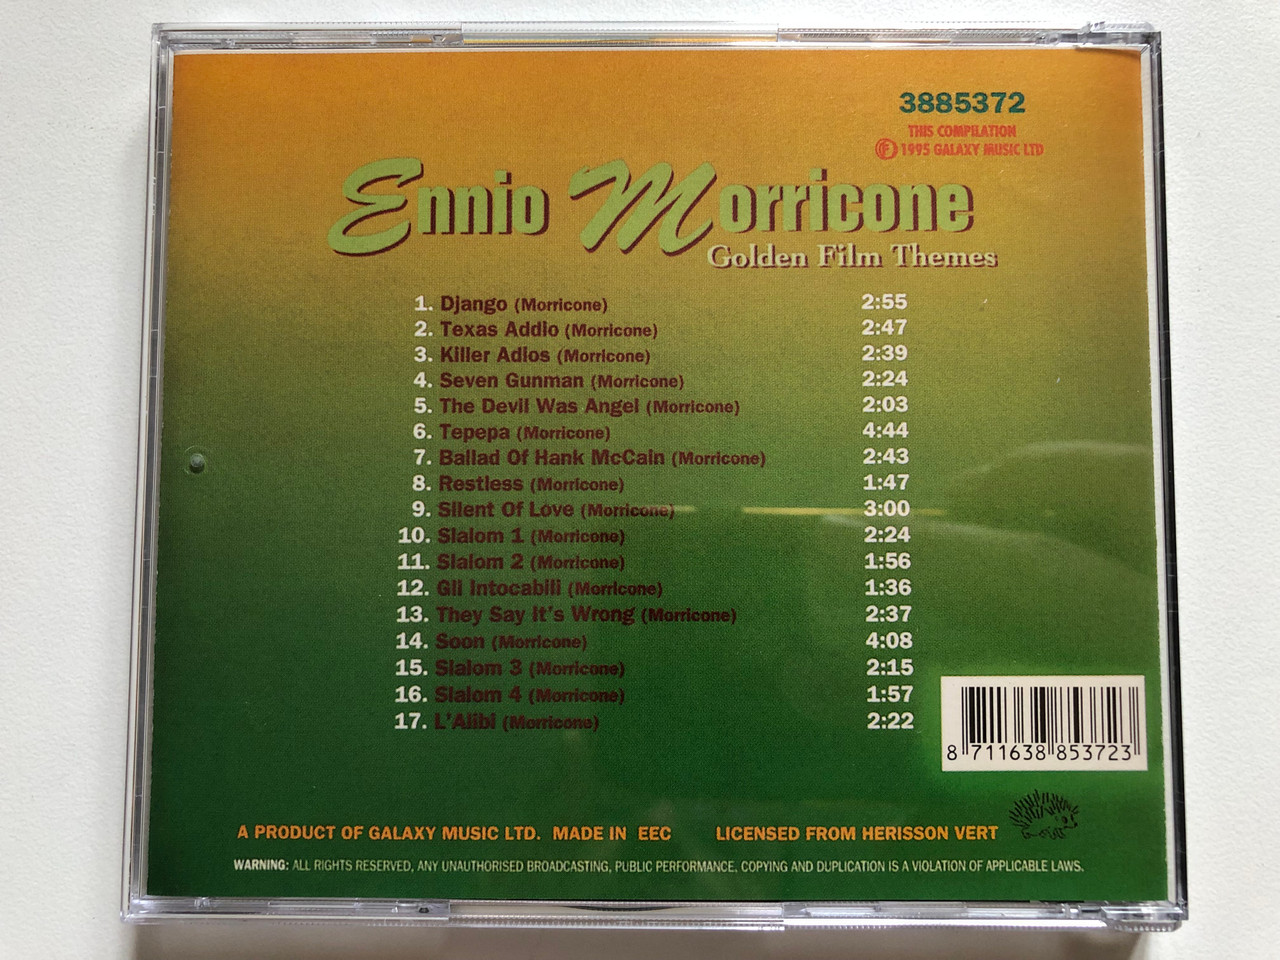 3885372
THIS COMPILATION
Ⓕ 1995 GALAXY MUSIC LTD
Ennio Morricone
Golden Film Themes
1. Django (Morricone) 2:55
2. Texas Addio (Morricone) 2:47
3. Killer Adios (Morricone) 2:39
4. Seven Gunman (Morricone) 2:24
5. The Devil Was Angel (Morricone) 2:03
6. Tepepa (Morricone) 4:44
7. Ballad Of Hank McCain (Morricone) 2:43
8. Restless (Morricone) 1:47
9. Silent Of Love (Morricone) 3:00
10. Slalom 1 (Morricone) 2:24
11. Slalom 2 (Morricone) 1:56
12. Gli Intocabili (Morricone) 1:36
13. They Say It's Wrong (Morricone) 2:37
14. Soon (Morricone) 4:08
15. Slalom 3 (Morricone) 2:15
16. Slalom 4 (Morricone) 1:57
17. L'Alibi (Morricone) 2:22
8 711638 853723
A PRODUCT OF GALAXY MUSIC LTD. MADE IN EEC LICENSED FROM HERISSON VERT
WARNING: ALL RIGHTS RESERVED, ANY UNAUTHORISED BROADCASTING, PUBLIC PERFORMANCE, COPYING AND DUPLICATION IS A VIOLATION OF APPLICABLE LAWS.